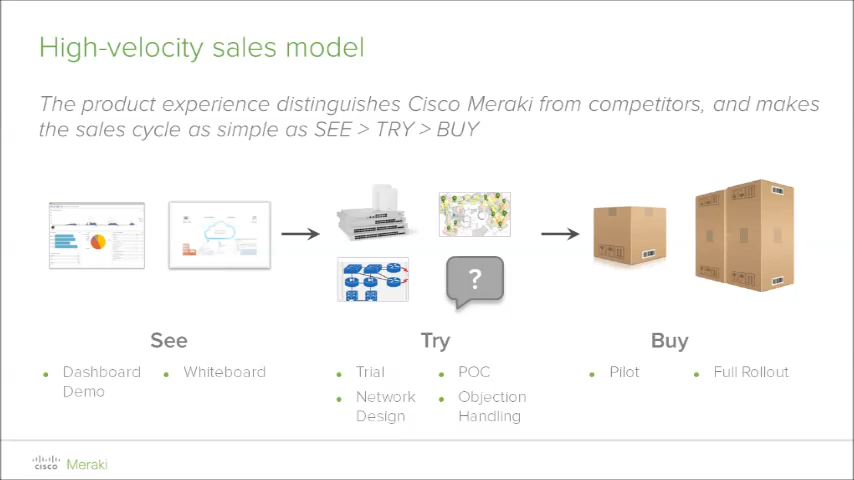 High-velocity sales model
The product experience distinguishes Cisco Meraki from competitors, and makes
the sales cycle as simple as SEE > TRY > BUY
?
See
Try
Buy
Dashboard
Demo
Whiteboard
Trial
Network
Design
POC
Objection
Handling
Pilot
Full Rollout
CISCO Meraki